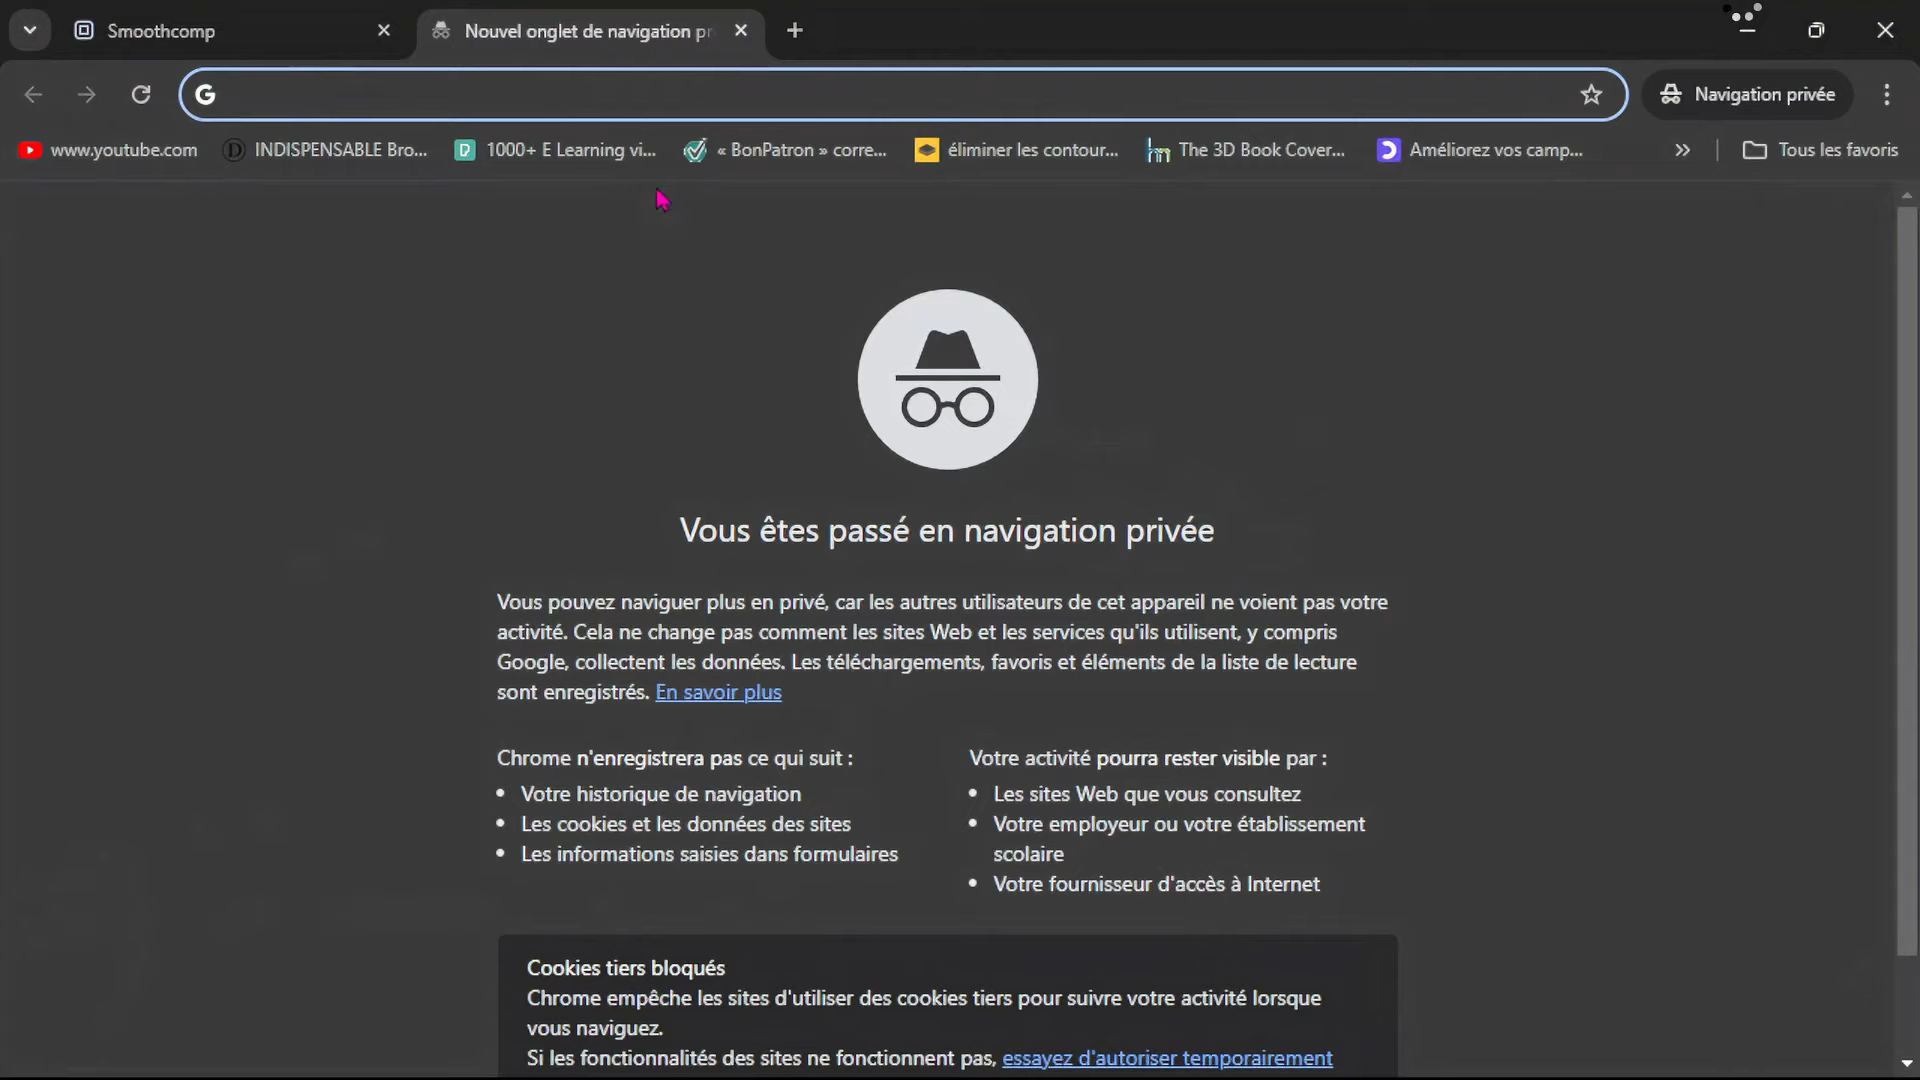 Smoothcomp
Nouvel onglet de navigation pr
Navigation privée
www.youtube.com
INDISPENSABLE Bro...
1000+ E Learning vi...
« BonPatron » corre...
éliminer les contour...
The 3D Book Cover...
Améliorez vos camp...
Tous les favoris
Vous êtes passé en navigation privée
Vous pouvez naviguer plus en privé, car les autres utilisateurs de cet appareil ne voient pas votre
activité. Cela ne change pas comment les sites Web et les services qu'ils utilisent, y compris
Google, collectent les données. Les téléchargements, favoris et éléments de la liste de lecture
sont enregistrés. En savoir plus
Chrome n'enregistrera pas ce qui suit :
• Votre historique de navigation
• Les cookies et les données des sites
• Les informations saisies dans formulaires
Votre activité pourra rester visible par :
• Les sites Web que vous consultez
• Votre employeur ou votre établissement
scolaire
• Votre fournisseur d'accès à Internet
Cookies tiers bloqués
Chrome empêche les sites d'utiliser des cookies tiers pour suivre votre activité lorsque
vous naviguez.
Si les fonctionnalités des sites ne fonctionnent pas, essayez d'autoriser temporairement